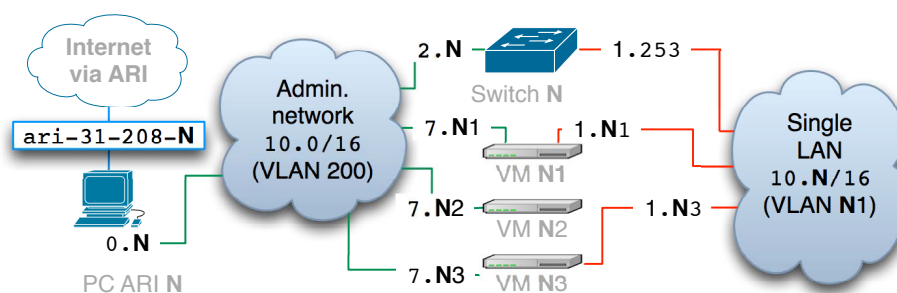 Internet
via ARI
ari-31-208-N
0.N
PC ARI N
Admin.
network
10.0/16
(VLAN 200)
2.N
1.253
Switch N
7.N1
1.N1
VM N1
7.N2
VM N2
1.N3
7.N3
VM N3
Single
LAN
10.N/16
(VLAN N1)